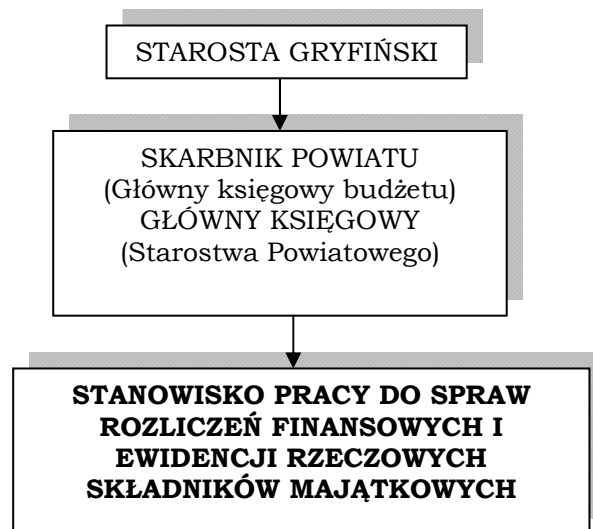 STAROSTA GRYFIŃSKI
SKARBNIK POWIATU
(Główny księgowy budżetu)
GŁÓWNY KSIĘGOWY
(Starostwa Powiatowego)
STANOWISKO PRACY DO SPRAW
ROZLICZEŃ FINANSOWYCH I
EWIDENCJI RZECZOWYCH
SKŁADNIKÓW MAJĄTKOWYCH